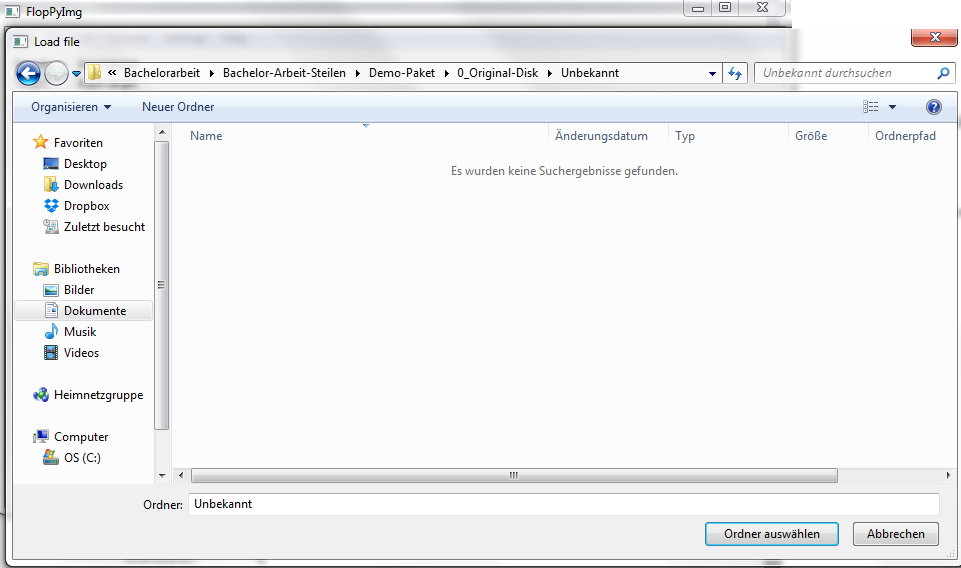 FlopPyImg
Load file
« Bachelorarbeit Bachelor-Arbeit-Steilen Demo-Paket 0_Original-Disk Unbekannt
Unbekannt durchsuchen
Organisieren Neuer Ordner
Name Änderungsdatum Typ Größe Ordnerpfad
Es wurden keine Suchergebnisse gefunden.
Favoriten
Desktop
Downloads
Dropbox
Zuletzt besucht
Bibliotheken
Bilder
Dokumente
Musik
Videos
Heimnetzgruppe
Computer
OS (C:)
Ordner: Unbekannt
Ordner auswählen Abbrechen